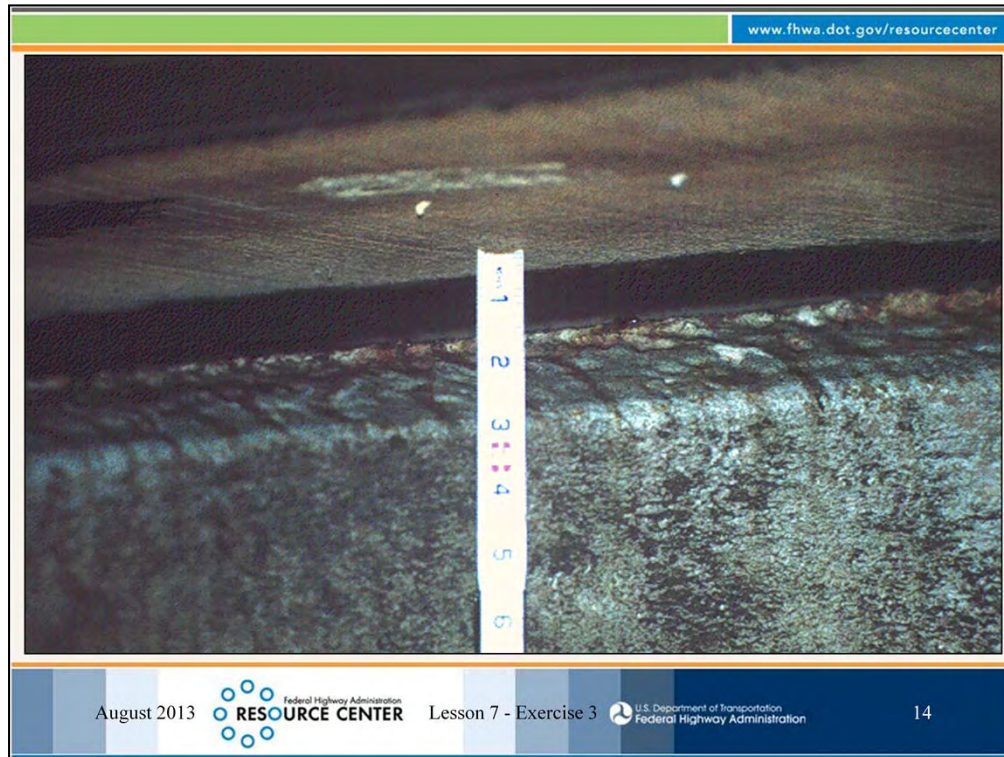 www.fhwa.dot.gov/resourcecenter
1
2
3
4
5
6
August 2013
Federal Highway Administration
RESOURCE CENTER
Lesson 7 - Exercise 3
U.S. Department of Transportation
Federal Highway Administration
14